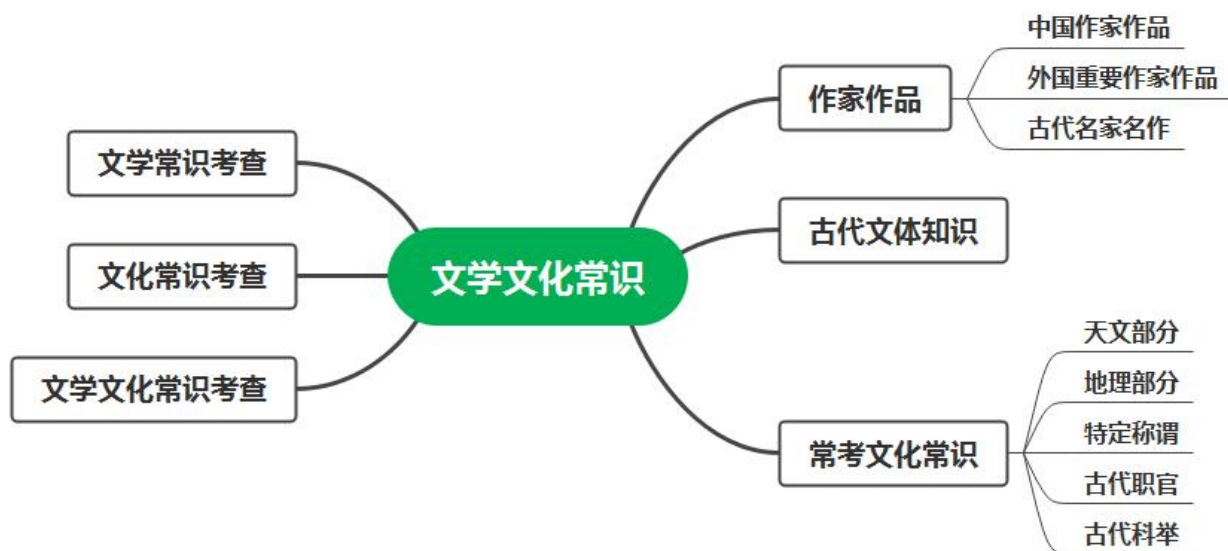 文学文化常识
作家作品
中国作家作品
外国重要作家作品
古代名家名作
古代文体知识
常考文化常识
天文部分
地理部分
特定称谓
古代职官
古代科举
文学常识考查
文化常识考查
文学文化常识考查